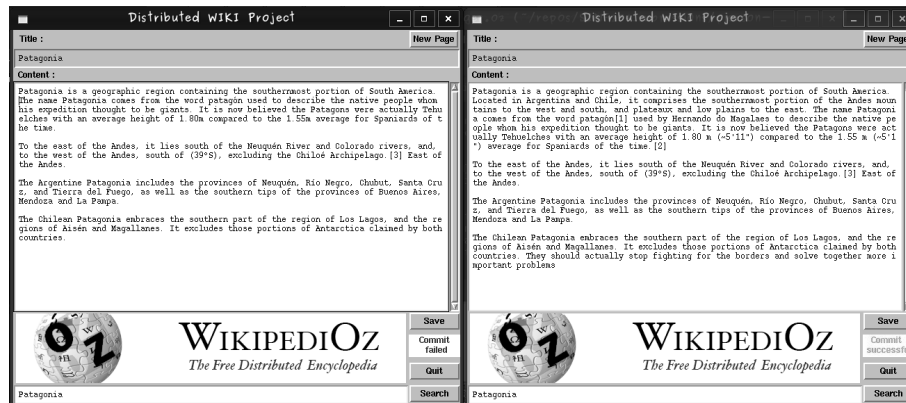 Distributed WIKI Project
Title :
New Page
Patagonia
Content :
Patagonia is a geographic region containing the southernmost portion of South America.
The name Patagonia comes from the word patagón used to describe the native people whom
his expedition thought to be giants. It is now believed the Patagons were actually Tehu
elches with an average height of 1.80m compared to the 1.55m average for Spaniards of t
he time.
To the east of the Andes, it lies south of the Neuquén River and Colorado rivers, and,
to the west of the Andes, south of (39°S), excluding the Chiloé Archipelago.[3] East of
the Andes.
The Argentine Patagonia includes the provinces of Neuquén, Río Negro, Chubut, Santa Cru
z, and Tierra del Fuego, as well as the southern tips of the provinces of Buenos Aires,
Mendoza and La Pampa.
The Chilean Patagonia embraces the southern part of the region of Los Lagos, and the re
gions of Aisén and Magallanes. It excludes those portions of Antarctica claimed by both
countries.
WIKIPEDIOZ
The Free Distributed Encyclopedia
Save
Commit
failed
Quit
Patagonia
Search
Distributed WIKI Project
Title :
New Page
Patagonia
Content :
Patagonia is a geographic region containing the southernmost portion of South America.
Located in Argentina and Chile, it comprises the southernmost portion of the Andes moun
tains to the west and south, and plateaux and low plains to the east. The name Patagoni
a comes from the word patagón[1] used by Hernando do Magalaes to describe the native pe
ople whom his expedition thought to be giants. It is now believed the Patagons were act
ually Tehuelches with an average height of 1.80 m (~5'11") compared to the 1.55 m (~5'1
") average for Spaniards of the time.[2]
To the east of the Andes, it lies south of the Neuquén River and Colorado rivers, and,
to the west of the Andes, south of (39°S), excluding the Chiloé Archipelago.[3] East of
the Andes.
The Argentine Patagonia includes the provinces of Neuquén, Río Negro, Chubut, Santa Cru
z, and Tierra del Fuego, as well as the southern tips of the provinces of Buenos Aires,
Mendoza and La Pampa.
The Chilean Patagonia embraces the southern part of the region of Los Lagos, and the re
gions of Aisén and Magallanes. It excludes those portions of Antarctica claimed by both
countries. They should actually stop fighting for the borders and solve together more i
mportant problems
WIKIPEDIOZ
The Free Distributed Encyclopedia
Save
Commit
successfu
Quit
Patagonia
Search